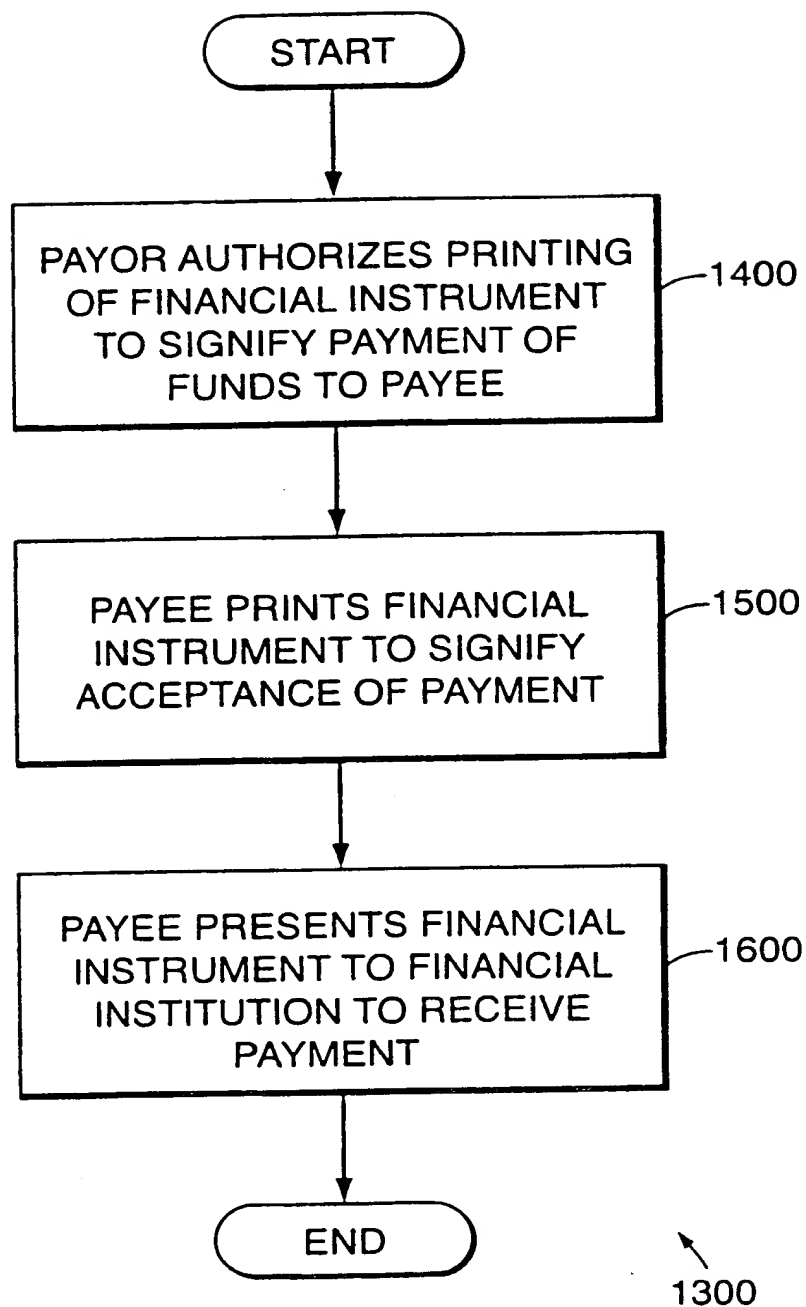 START
PAYOR AUTHORIZES PRINTING
OF FINANCIAL INSTRUMENT
TO SIGNIFY PAYMENT OF
FUNDS TO PAYEE
1400
PAYEE PRINTS FINANCIAL
INSTRUMENT TO SIGNIFY
ACCEPTANCE OF PAYMENT
1500
PAYEE PRESENTS FINANCIAL
INSTRUMENT TO FINANCIAL
INSTITUTION TO RECEIVE
PAYMENT
1600
END
1300